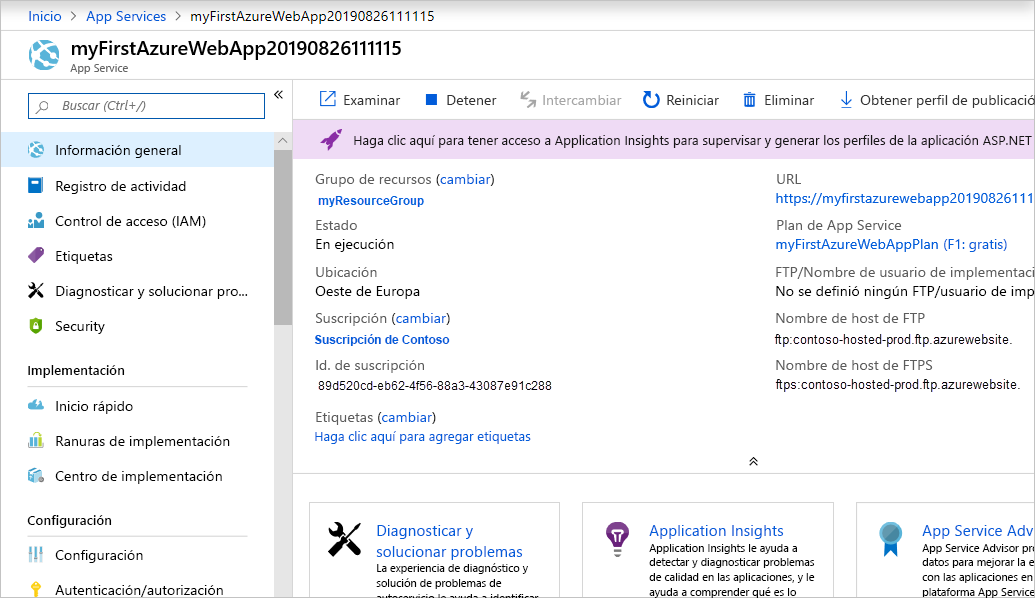 Inicio > App Services > myFirstAzureWebApp20190826111115
myFirstAzureWebApp20190826111115
App Service
Buscar (Ctrl+/)
Información general
Registro de actividad
Control de acceso (IAM)
Etiquetas
Diagnosticar y solucionar pro...
Security
Implementación
Inicio rápido
Ranuras de implementación
Centro de implementación
Configuración
Configuración
Autenticación/autorización
Examinar
Detener
Intercambiar
Reiniciar
Eliminar
Obtener perfil de publicació
Haga clic aquí para tener acceso a Application Insights para supervisar y generar los perfiles de la aplicación ASP.NET
Grupo de recursos (cambiar)
myResourceGroup
Estado
En ejecución
Ubicación
Oeste de Europa
Suscripción (cambiar)
Suscripción de Contoso
Id. de suscripción
89d520cd-eb62-4f56-88a3-43087e91c288
Etiquetas (cambiar)
Haga clic aquí para agregar etiquetas
URL
https://myfirstazurewebapp20190826111
Plan de App Service
myFirstAzureWebAppPlan (F1: gratis)
FTP/Nombre de usuario de implementaci
No se definió ningún FTP/usuario de imp
Nombre de host de FTP
ftp:contoso-hosted-prod.ftp.azurewebsite.
Nombre de host de FTPS
ftps:contoso-hosted-prod.ftp.azurewebsite.
Diagnosticar y
solucionar problemas
La experiencia de diagnóstico y
solución de problemas de
autoservicio le ayuda a identificar
Application Insights
Application Insights le ayuda a
detectar y diagnosticar problemas
de calidad en las aplicaciones, y le
ayuda a comprender qué es lo
App Service Adv
App Service Advisor pro
datos para mejorar la e
con las aplicaciones en
plataforma App Service